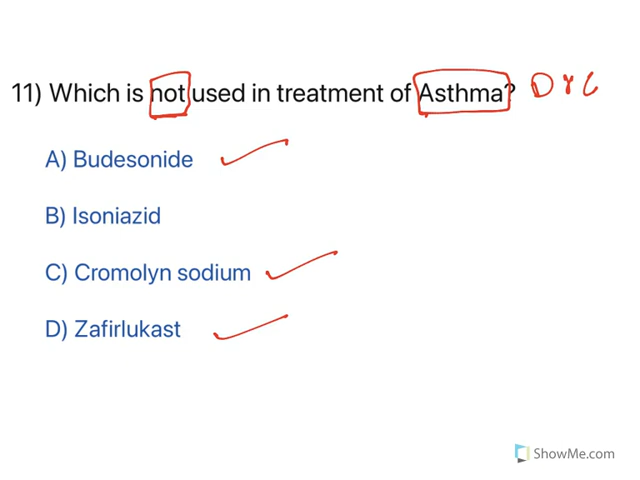 11) Which is not used in treatment of Asthma?
A) Budesonide
B) Isoniazid
C) Cromolyn sodium
D) Zafirlukast
ShowMe.com